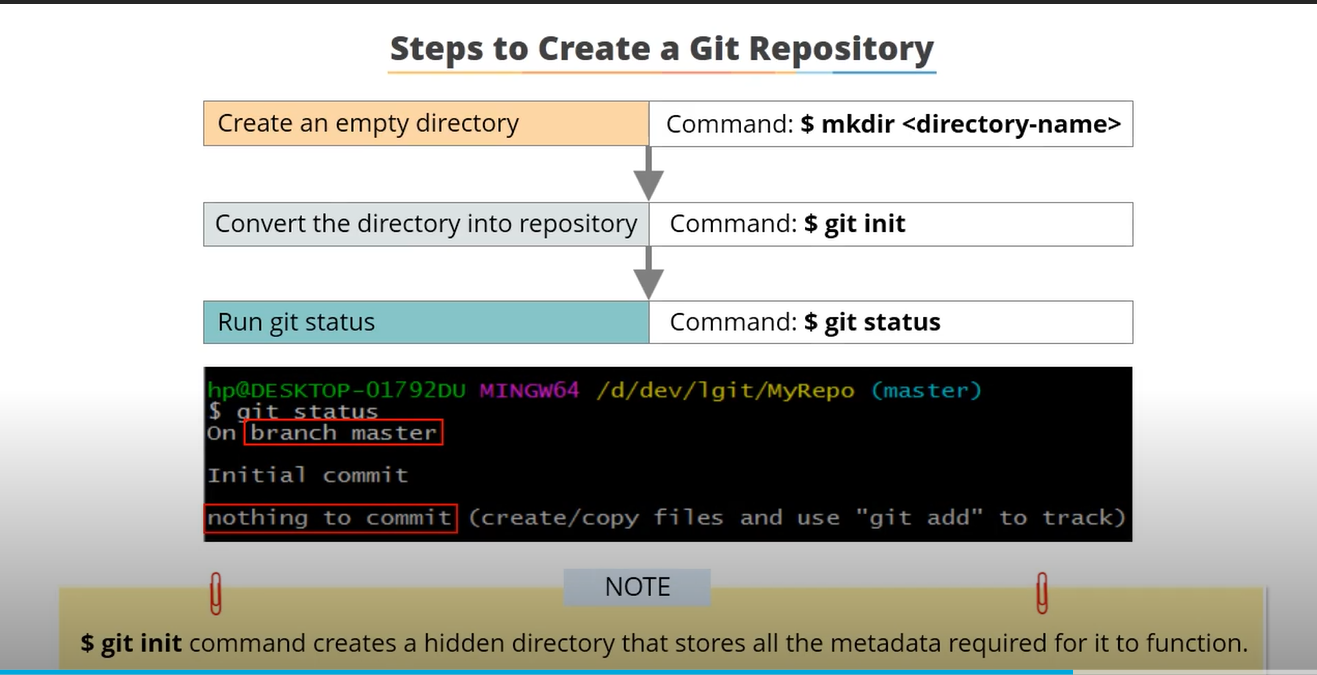 Steps to Create a Git Repository
Create an empty directory
Command: $ mkdir <directory-name>
Convert the directory into repository
Command: $ git init
Run git status
Command: $ git status
hp@DESKTOP-01792DU MINGW64 /d/dev/lgit/MyRepo (master)
$ git status
On branch master
Initial commit
nothing to commit (create/copy files and use "git add" to track)
NOTE
$ git init command creates a hidden directory that stores all the metadata required for it to function.